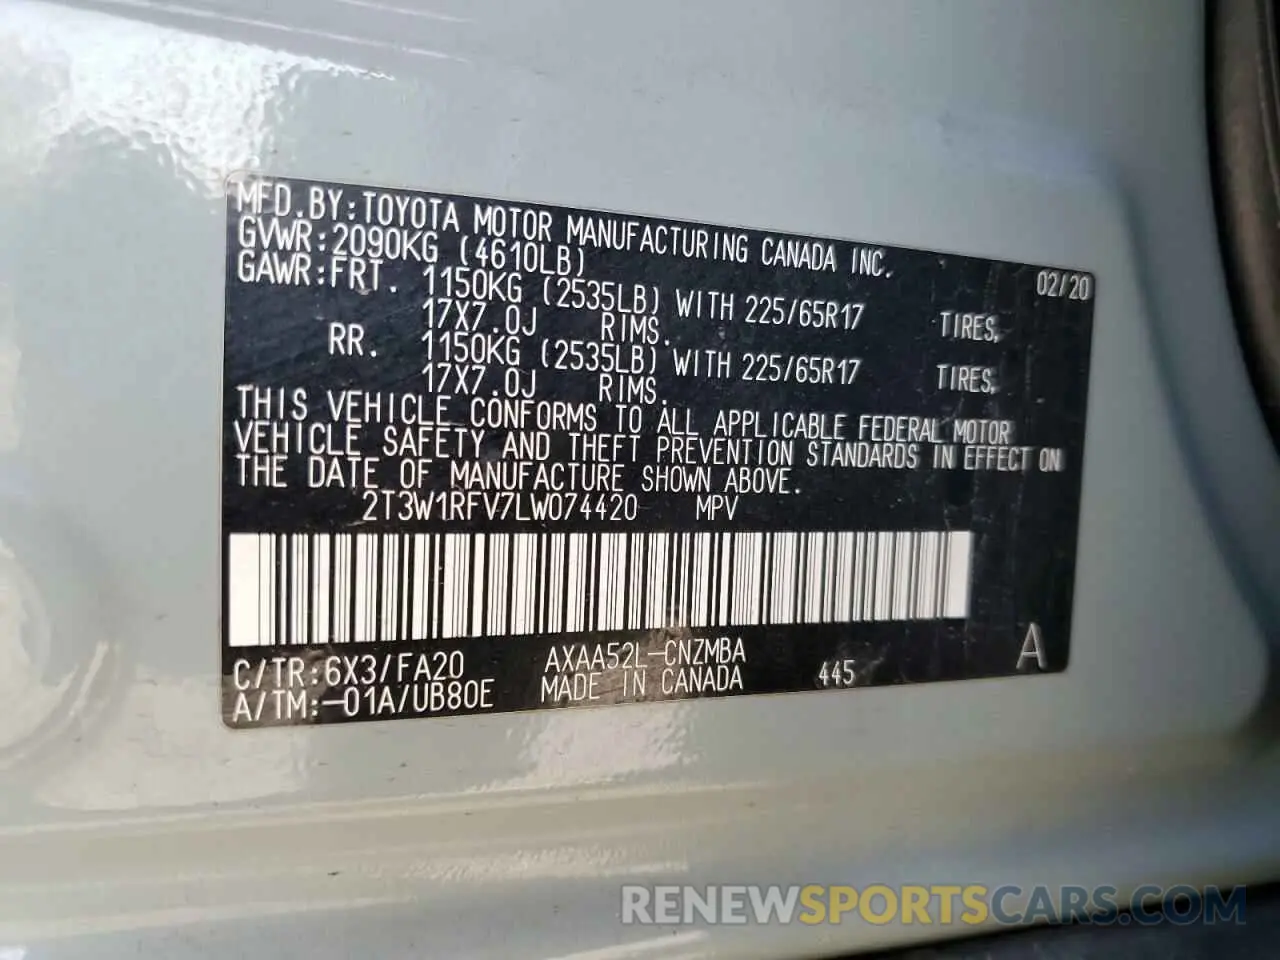 MFD.BY:TOYOTA MOTOR MANUFACTURING CANADA INC.
GVWR:2090KG (4610LB) 02/20
GAWR:FRT. 1150KG (2535LB) WITH 225/65R17 TIRES,
17X7.0J RIMS.
RR. 1150KG (2535LB) WITH 225/65R17 TIRES,
17X7.0J RIMS.
THIS VEHICLE CONFORMS TO ALL APPLICABLE FEDERAL MOTOR
VEHICLE SAFETY AND THEFT PREVENTION STANDARDS IN EFFECT ON
THE DATE OF MANUFACTURE SHOWN ABOVE.
2T3W1RFV7LW074420 MPV
C/TR:6X3/FA20 AXAA52L-CNZMBA A
A/TM:-01A/UB80E MADE IN CANADA 445
RENEWSPORTSCARS.COM